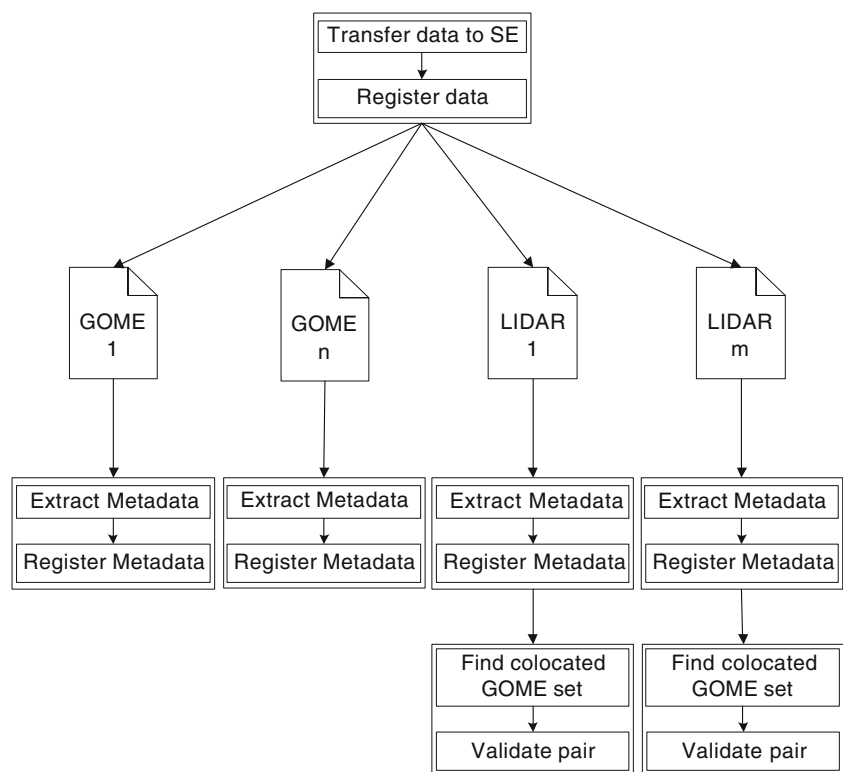 Transfer data to SE
Register data
GOME
1
GOME
n
LIDAR
1
LIDAR
m
Extract Metadata
Register Metadata
Extract Metadata
Register Metadata
Extract Metadata
Register Metadata
Extract Metadata
Register Metadata
Find colocated
GOME set
Validate pair
Find colocated
GOME set
Validate pair